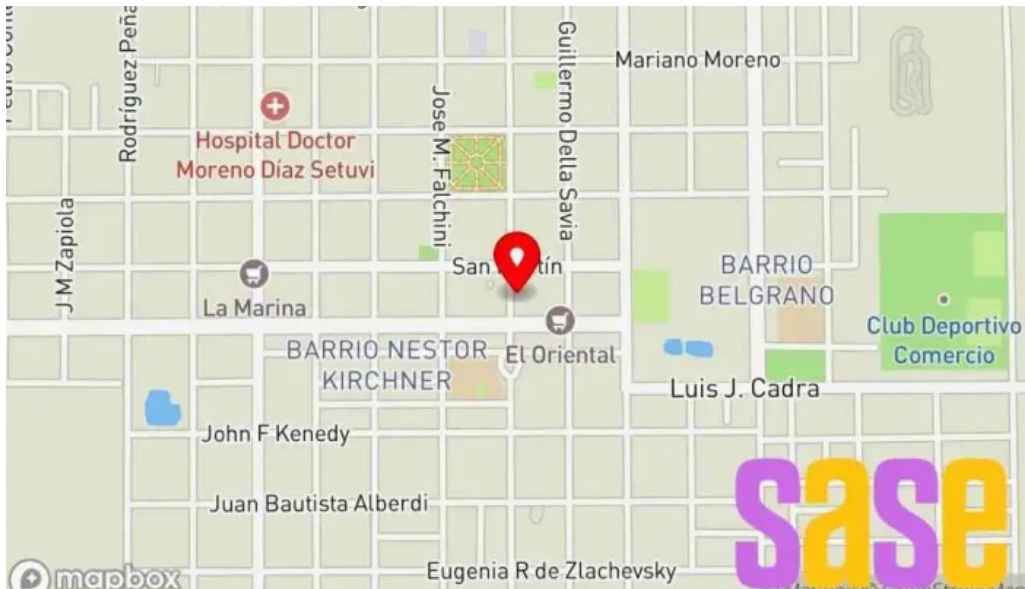 Mariano Moreno
Guillermo Della Savia
Rodríguez Peña
Jose M. Falchini
Hospital Doctor
Moreno Díaz Setuvi
J M Zapiola
San
BARRIO
BELGRANO
La Marina
El Oriental
Club Deportivo
Comercio
BARRIO NESTOR
KIRCHNER
Luis J. Cadra
John F Kenedy
Juan Bautista Alberdi
Eugenia R de Zlachevsky
sase
mapbox